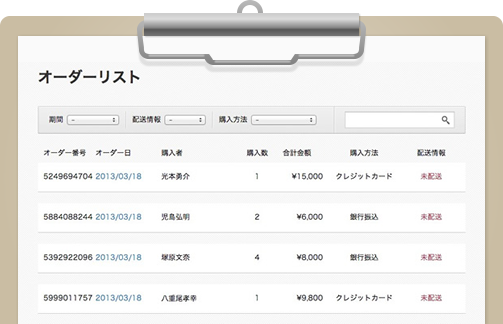 オーダーリスト
期間 - 配送情報 - 購入方法 -
オーダー番号 オーダー日 購入者 購入数 合計金額 購入方法 配送情報
5249694704 2013/03/18 光本勇介 1 ¥15,000 クレジットカード 未配送
5884088244 2013/03/18 児島弘明 2 ¥6,000 銀行振込 未配送
5392922096 2013/03/18 塚原文奈 4 ¥8,000 銀行振込 未配送
5999011757 2013/03/18 八重尾孝幸 1 ¥9,800 クレジットカード 未配送